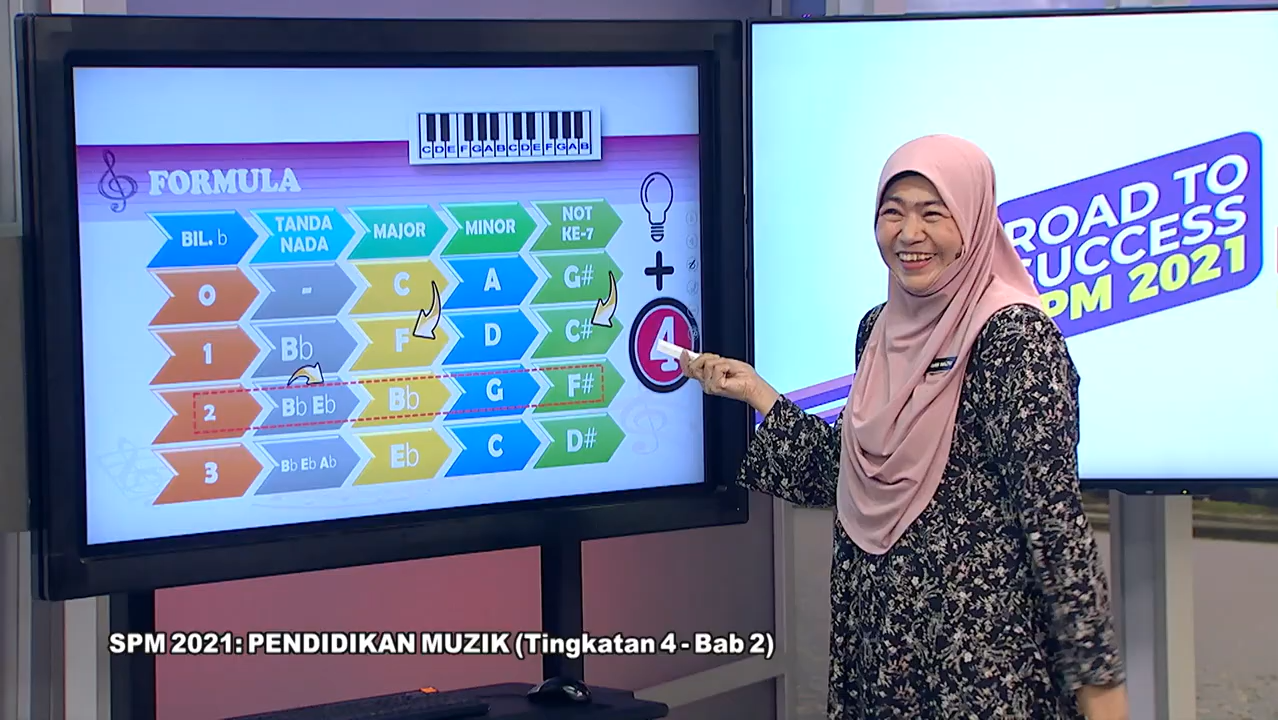 CDEFGABCDEFGAB
FORMULA
BIL. b
TANDA
NADA
MAJOR
MINOR
NOT
KE-7
0
-
C
A
G#
1
Bb
F
D
C#
2
Bb Eb
Bb
G
F#
3
Bb Eb Ab
Eb
C
D#
+
4
ROAD TO
SUCCESS
SPM 2021
SPM 2021: PENDIDIKAN MUZIK (Tingkatan 4 - Bab 2)